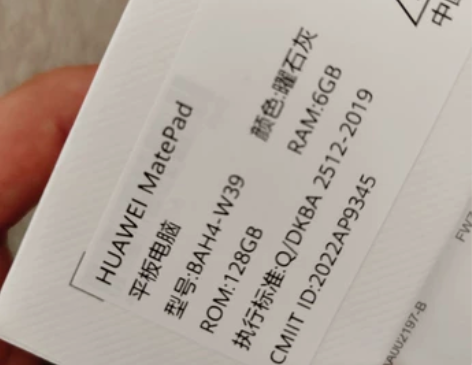 HUAWEI MatePad
平板电脑 颜色:曜石灰
型号:BAH4-W39
ROM:128GB RAM:6GB
执行标准:Q/DKBA 2512-2019
CMIIT ID:2022AP9345